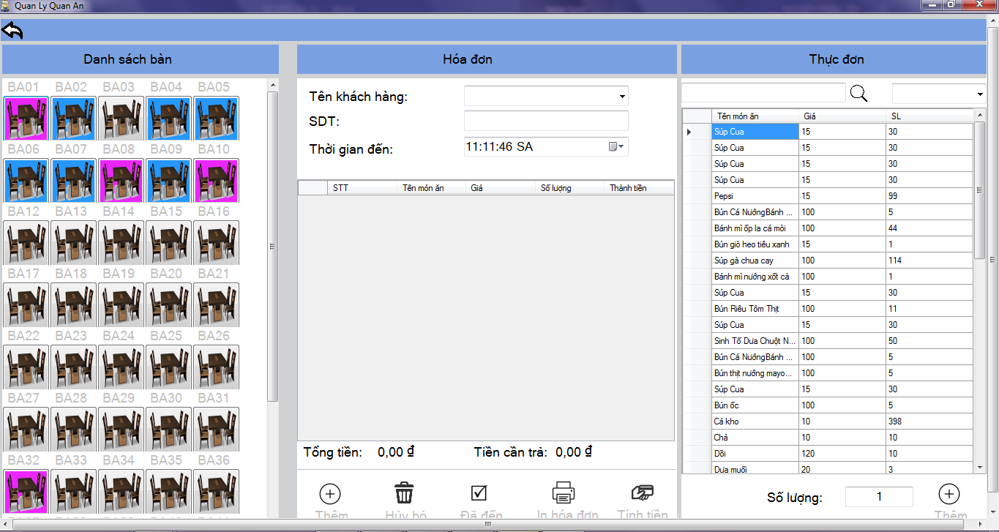 Quan Ly Quan An
Danh sách bàn
BA01 BA02 BA03 BA04 BA05
BA06 BA07 BA08 BA09 BA10
BA12 BA13 BA14 BA15 BA16
BA17 BA18 BA19 BA20 BA21
BA22 BA23 BA24 BA25 BA26
BA27 BA28 BA29 BA30 BA31
BA32 BA33 BA34 BA35 BA36
Hóa đơn
Tên khách hàng:
SDT:
Thời gian đến: 11:11:46 SA
STT Tên món ăn Giá Số lượng Thành tiền
Tổng tiền: 0,00 ₫ Tiền cần trả: 0,00 ₫
Thêm Hủy bỏ Đã đến In hóa đơn Tính tiền
Thực đơn
Tên món ăn Giá SL
Súp Cua 15 30
Súp Cua 15 30
Súp Cua 15 30
Súp Cua 15 30
Pepsi 15 99
Bún Cá NướngBánh ... 100 5
Bánh mì ốp la cá mòi 100 44
Bún giò heo tiêu xanh 15 1
Súp gà chua cay 100 114
Bánh mì nướng xốt cà 100 1
Súp Cua 15 30
Bún Riêu Tôm Thịt 100 11
Súp Cua 15 30
Sinh Tố Dưa Chuột N... 100 50
Bún Cá NướngBánh ... 100 5
Bún thịt nướng mayo... 100 5
Súp Cua 15 30
Bún ốc 100 5
Cá kho 10 398
Chả 10 10
Dồi 120 10
Dưa muối 20 3
Số lượng: 1
Thêm